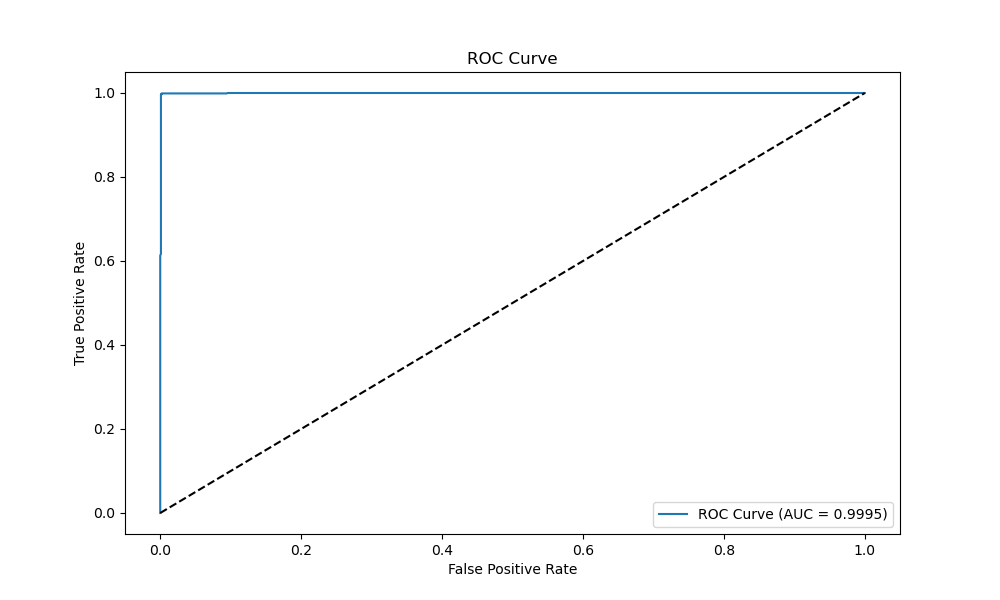 ROC Curve
1.0
0.8
0.6
0.4
0.2
0.0
True Positive Rate
0.0 0.2 0.4 0.6 0.8 1.0
False Positive Rate
ROC Curve (AUC = 0.9995)